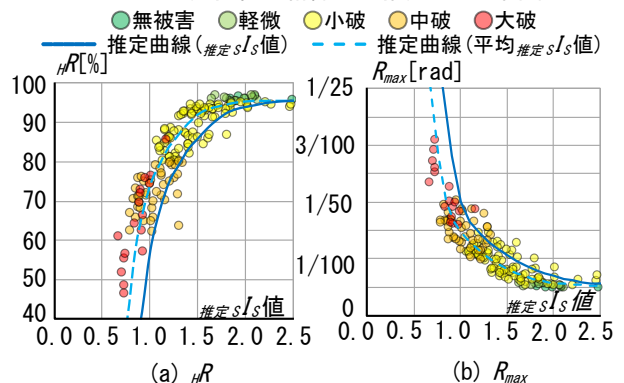 無被害 軽微 小破 中破 大破
推定曲線(推定SIS値) 推定曲線(平均推定SIS値)
HR[%] Rmax[rad]
100 90 80 70 60 50 40
推定SIS値
0.0 0.5 1.0 1.5 2.0 2.5
(a) HR
1/25 3/100 1/50 1/100 0
推定SIS値
0.0 0.5 1.0 1.5 2.0 2.5
(b) Rmax